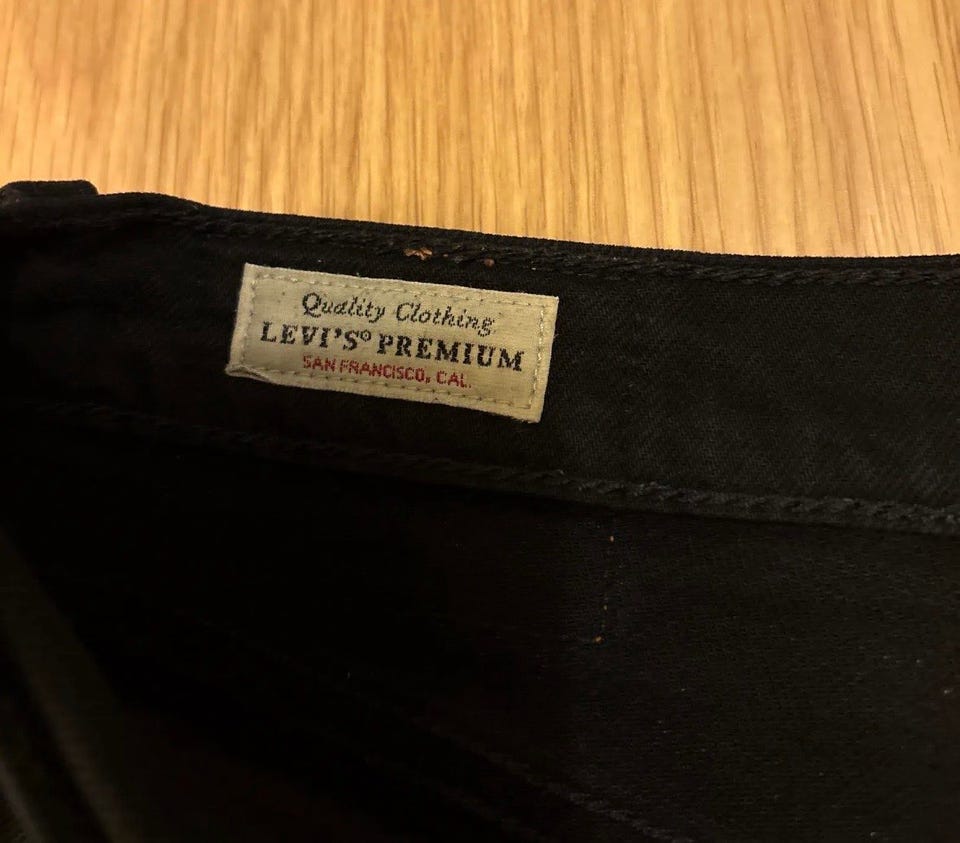 Quality Clothing
LEVI'S® PREMIUM
SAN FRANCISCO, CAL.